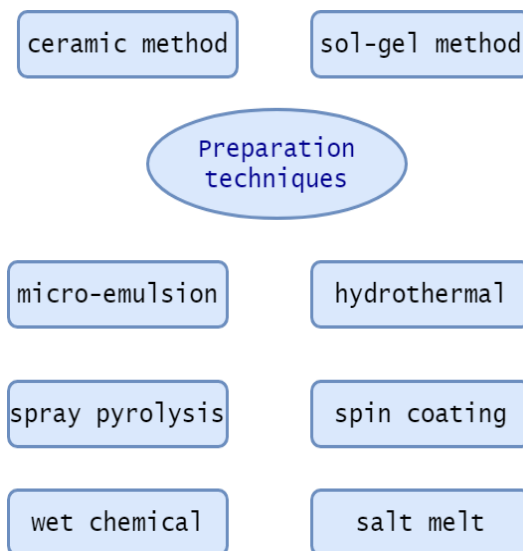 ceramic method
sol-gel method
Preparation
techniques
micro-emulsion
hydrothermal
spray pyrolysis
spin coating
wet chemical
salt melt